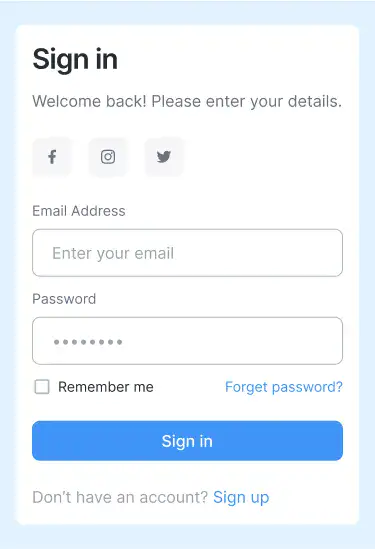 Sign in
Welcome back! Please enter your details.
Email Address
Enter your email
Password
Remember me Forget password?
Sign in
Don’t have an account? Sign up